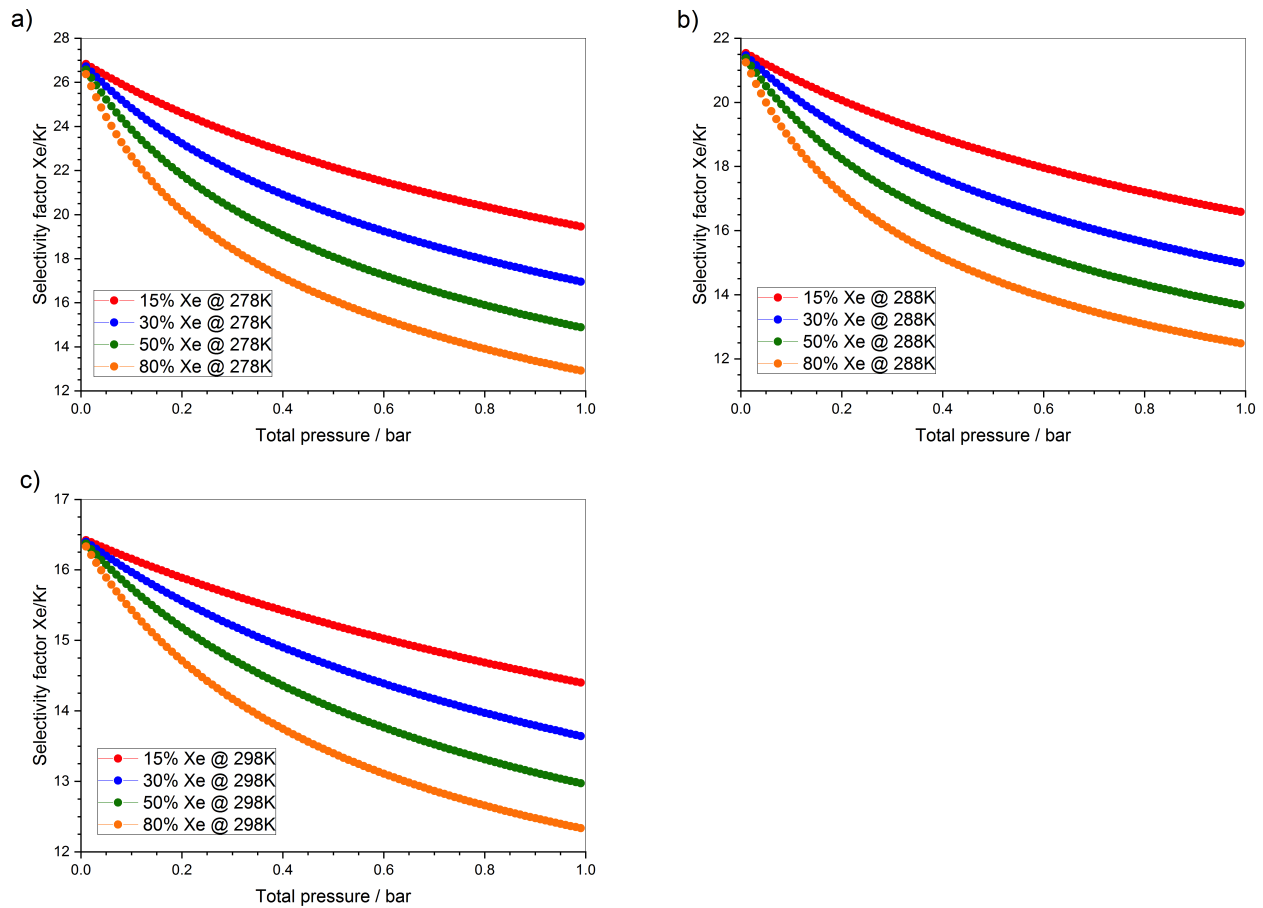 a)
28
26
24
22
20
18
16
14
12
Selectivity factor Xe/Kr
15% Xe @ 278K
30% Xe @ 278K
50% Xe @ 278K
80% Xe @ 278K
0.0 0.2 0.4 0.6 0.8 1.0
Total pressure / bar
b)
22
20
18
16
14
12
Selectivity factor Xe/Kr
15% Xe @ 288K
30% Xe @ 288K
50% Xe @ 288K
80% Xe @ 288K
0.0 0.2 0.4 0.6 0.8 1.0
Total pressure / bar
c)
17
16
15
14
13
12
Selectivity factor Xe/Kr
15% Xe @ 298K
30% Xe @ 298K
50% Xe @ 298K
80% Xe @ 298K
0.0 0.2 0.4 0.6 0.8 1.0
Total pressure / bar